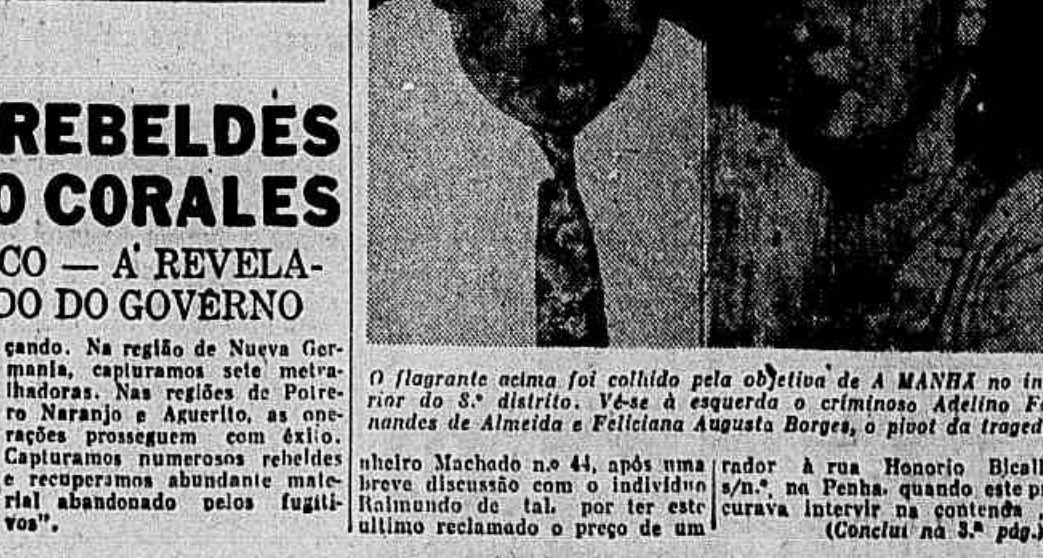 REBELDES
O CORALES
CO — A REVELA-
DO DO GOVÊRNO
çando. Na região de Nueva Ger-
mania, capturamos sete metra-
lhadoras. Nas regiões de Potre-
ro Naranjo e Aguerito, as ope-
rações prosseguem com êxito.
Capturamos numerosos rebeldes
e recuperamos abundante mate-
rial abandonado pelos fugiti-
vos".
O flagrante acima foi colhido pela objetiva de A MANHÃ no in
rior do 8.º distrito. Vê-se à esquerda o criminoso Adelino Fe
nandes de Almeida e Feliciana Augusta Borges, o pivot da traged
nheiro Machado n.º 44, após uma
breve discussão com o individuo
Raimundo de tal, por ter este
ultimo reclamado o preço de um
rador à rua Honorio Bicall
s/n.º, na Penha, quando este pr
curava intervir na contenda
(Conclui na 3.ª pág.)